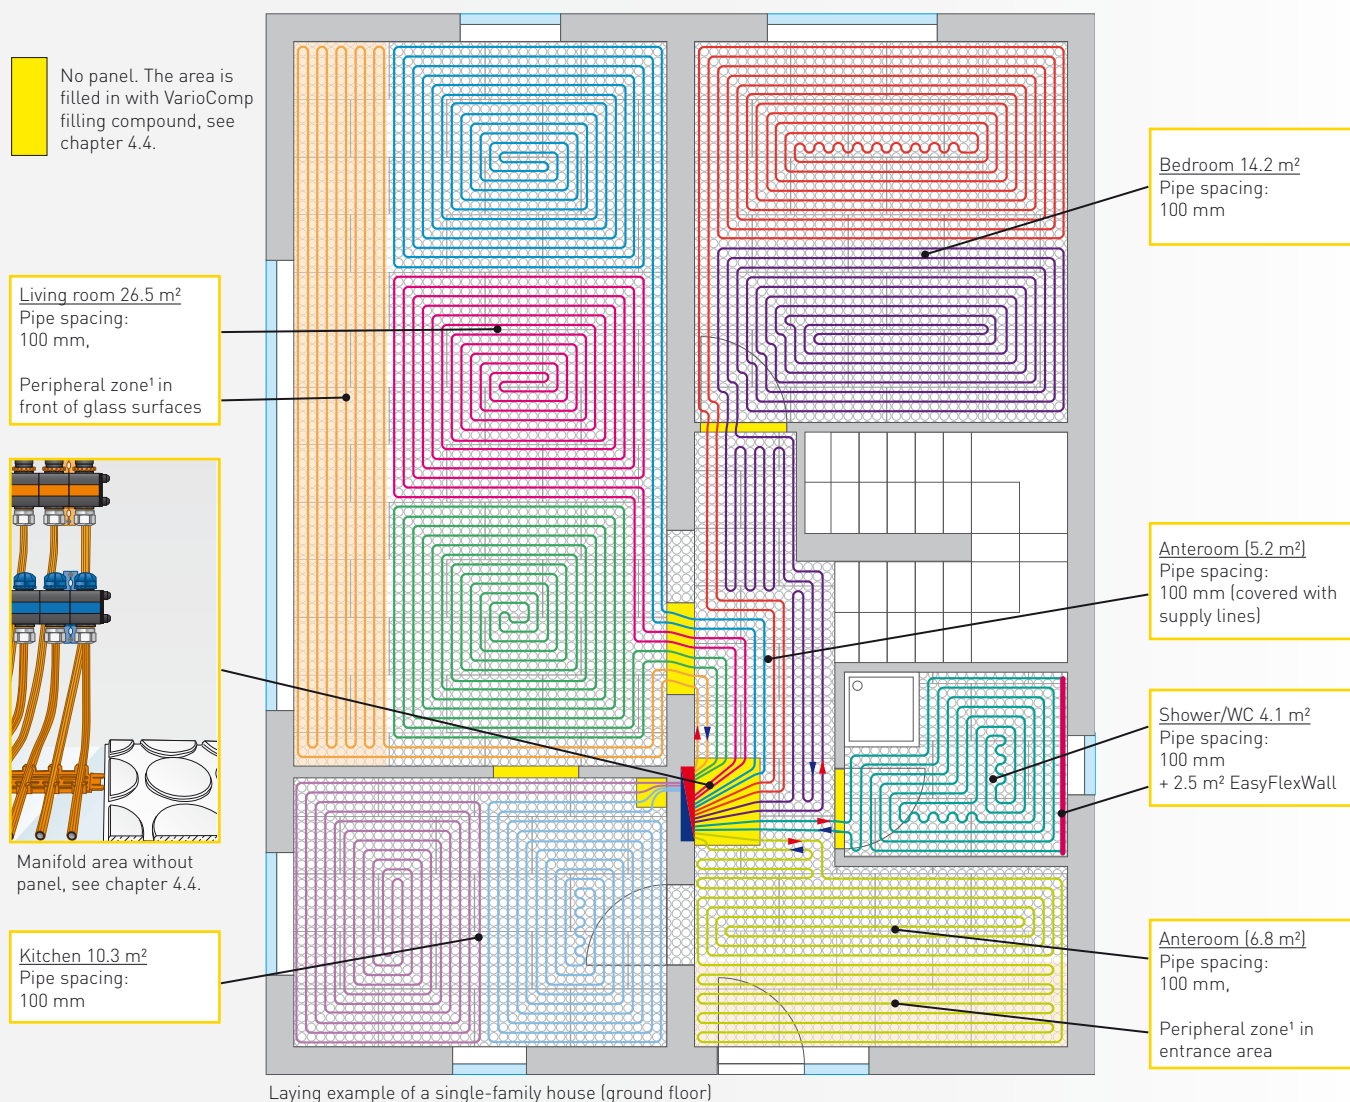 No panel. The area is
filled in with VarioComp
filling compound, see
chapter 4.4.
Living room 26.5 m²
Pipe spacing:
100 mm,
Peripheral zone¹ in
front of glass surfaces
Manifold area without
panel, see chapter 4.4.
Kitchen 10.3 m²
Pipe spacing:
100 mm
Bedroom 14.2 m²
Pipe spacing:
100 mm
Anteroom (5.2 m²)
Pipe spacing:
100 mm (covered with
supply lines)
Shower/WC 4.1 m²
Pipe spacing:
100 mm
+ 2.5 m² EasyFlexWall
Anteroom (6.8 m²)
Pipe spacing:
100 mm,
Peripheral zone¹ in
entrance area
Laying example of a single-family house (ground floor)